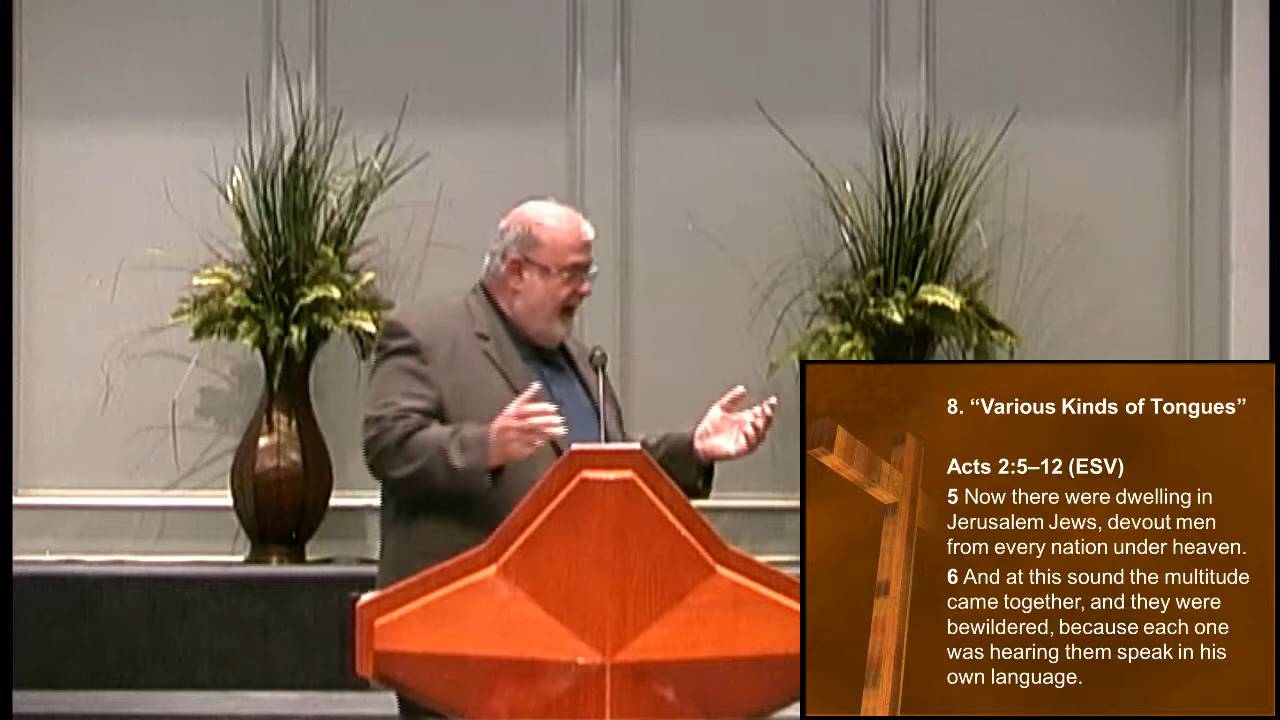 8. “Various Kinds of Tongues”
Acts 2:5–12 (ESV)
5 Now there were dwelling in
Jerusalem Jews, devout men
from every nation under heaven.
6 And at this sound the multitude
came together, and they were
bewildered, because each one
was hearing them speak in his
own language.